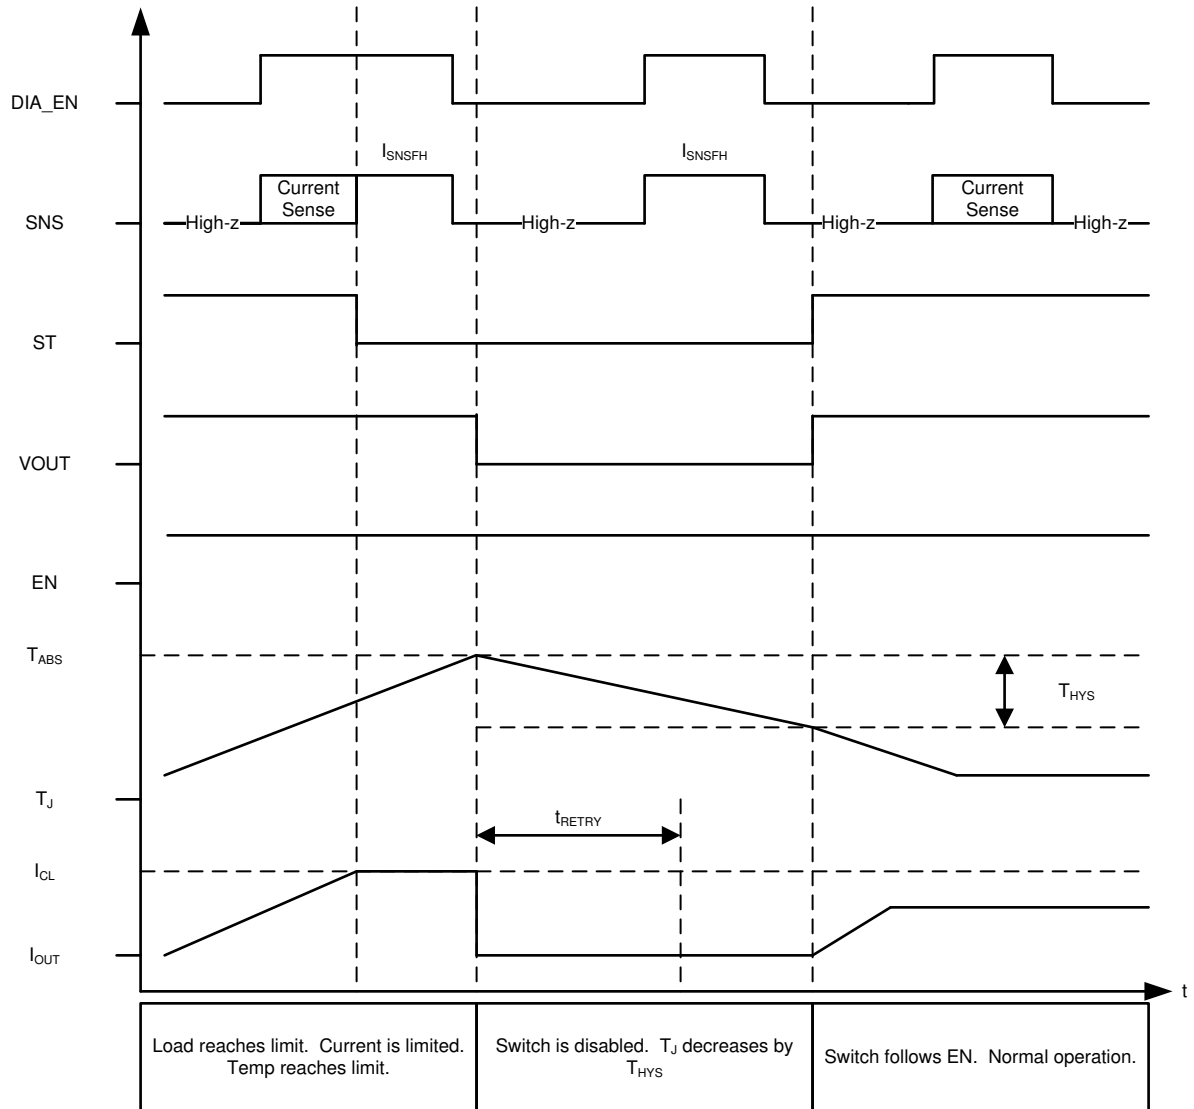 DIA_EN
I_SNSFH
I_SNSFH
Current
Sense
Current
Sense
SNS
High-z
High-z
High-z
High-z
ST
VOUT
EN
T_ABS
T_HYS
T_J
t_RETRY
I_CL
I_OUT
t
Load reaches limit. Current is limited.
Temp reaches limit.
Switch is disabled. T_J decreases by
T_HYS
Switch follows EN. Normal operation.